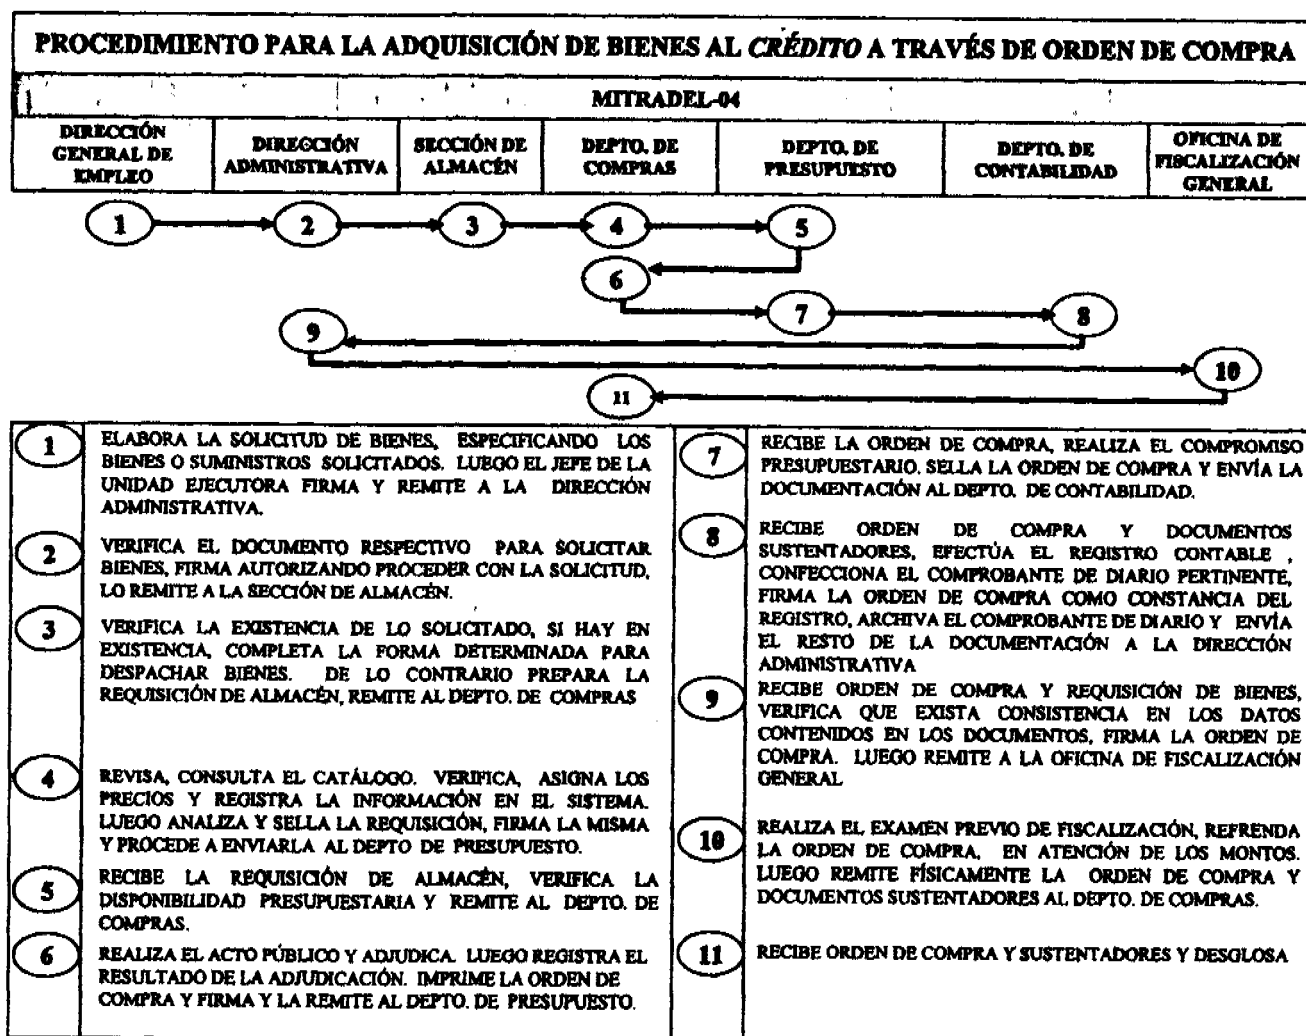 PROCEDIMIENTO PARA LA ADQUISICIÓN DE BIENES AL CRÉDITO A TRAVÉS DE ORDEN DE COMPRA
MITRADEL-04
DIRECCIÓN
GENERAL DE
EMPLEO
DIRECCIÓN
ADMINISTRATIVA
SECCIÓN DE
ALMACÉN
DEPTO. DE
COMPRAS
DEPTO. DE
PRESUPUESTO
DEPTO. DE
CONTABILIDAD
OFICINA DE
FISCALIZACIÓN
GENERAL
1
2
3
4
5
6
7
8
9
10
11
1
ELABORA LA SOLICITUD DE BIENES, ESPECIFICANDO LOS
BIENES O SUMINISTROS SOLICITADOS. LUEGO EL JEFE DE LA
UNIDAD EJECUTORA FIRMA Y REMITE A LA DIRECCIÓN
ADMINISTRATIVA.
2
VERIFICA EL DOCUMENTO RESPECTIVO PARA SOLICITAR
BIENES, FIRMA AUTORIZANDO PROCEDER CON LA SOLICITUD,
LO REMITE A LA SECCIÓN DE ALMACÉN.
3
VERIFICA LA EXISTENCIA DE LO SOLICITADO, SI HAY EN
EXISTENCIA, COMPLETA LA FORMA DETERMINADA PARA
DESPACHAR BIENES. DE LO CONTRARIO PREPARA LA
REQUISICIÓN DE ALMACÉN, REMITE AL DEPTO. DE COMPRAS
4
REVISA, CONSULTA EL CATÁLOGO. VERIFICA, ASIGNA LOS
PRECIOS Y REGISTRA LA INFORMACIÓN EN EL SISTEMA.
LUEGO ANALIZA Y SELLA LA REQUISICIÓN, FIRMA LA MISMA
Y PROCEDE A ENVIARLA AL DEPTO DE PRESUPUESTO.
5
RECIBE LA REQUISICIÓN DE ALMACÉN, VERIFICA LA
DISPONIBILIDAD PRESUPUESTARIA Y REMITE AL DEPTO. DE
COMPRAS.
6
REALIZA EL ACTO PÚBLICO Y ADJUDICA. LUEGO REGISTRA EL
RESULTADO DE LA ADJUDICACIÓN. IMPRIME LA ORDEN DE
COMPRA Y FIRMA Y LA REMITE AL DEPTO. DE PRESUPUESTO.
7
RECIBE LA ORDEN DE COMPRA, REALIZA EL COMPROMISO
PRESUPUESTARIO. SELLA LA ORDEN DE COMPRA Y ENVÍA LA
DOCUMENTACIÓN AL DEPTO. DE CONTABILIDAD.
8
RECIBE ORDEN DE COMPRA Y DOCUMENTOS
SUSTENTADORES, EFECTÚA EL REGISTRO CONTABLE ,
CONFECCIONA EL COMPROBANTE DE DIARIO PERTINENTE,
FIRMA LA ORDEN DE COMPRA COMO CONSTANCIA DEL
REGISTRO, ARCHIVA EL COMPROBANTE DE DIARIO Y ENVÍA
EL RESTO DE LA DOCUMENTACIÓN A LA DIRECCIÓN
ADMINISTRATIVA
9
RECIBE ORDEN DE COMPRA Y REQUISICIÓN DE BIENES,
VERIFICA QUE EXISTA CONSISTENCIA EN LOS DATOS
CONTENIDOS EN LOS DOCUMENTOS, FIRMA LA ORDEN DE
COMPRA. LUEGO REMITE A LA OFICINA DE FISCALIZACIÓN
GENERAL
10
REALIZA EL EXAMEN PREVIO DE FISCALIZACIÓN, REFRENDA
LA ORDEN DE COMPRA, EN ATENCIÓN DE LOS MONTOS.
LUEGO REMITE FÍSICAMENTE LA ORDEN DE COMPRA Y
DOCUMENTOS SUSTENTADORES AL DEPTO. DE COMPRAS.
11
RECIBE ORDEN DE COMPRA Y SUSTENTADORES Y DESGLOSA